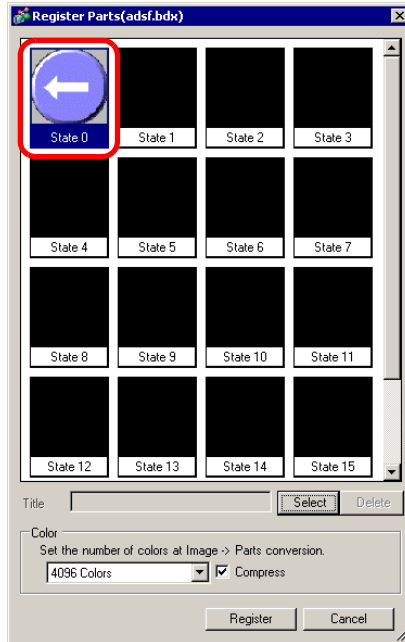 Register Parts(adsf.bdx)
State 0 State 1 State 2 State 3
State 4 State 5 State 6 State 7
State 8 State 9 State 10 State 11
State 12 State 13 State 14 State 15
Title Select Delete
Color
Set the number of colors at Image -> Parts conversion.
4096 Colors Compress
Register Cancel